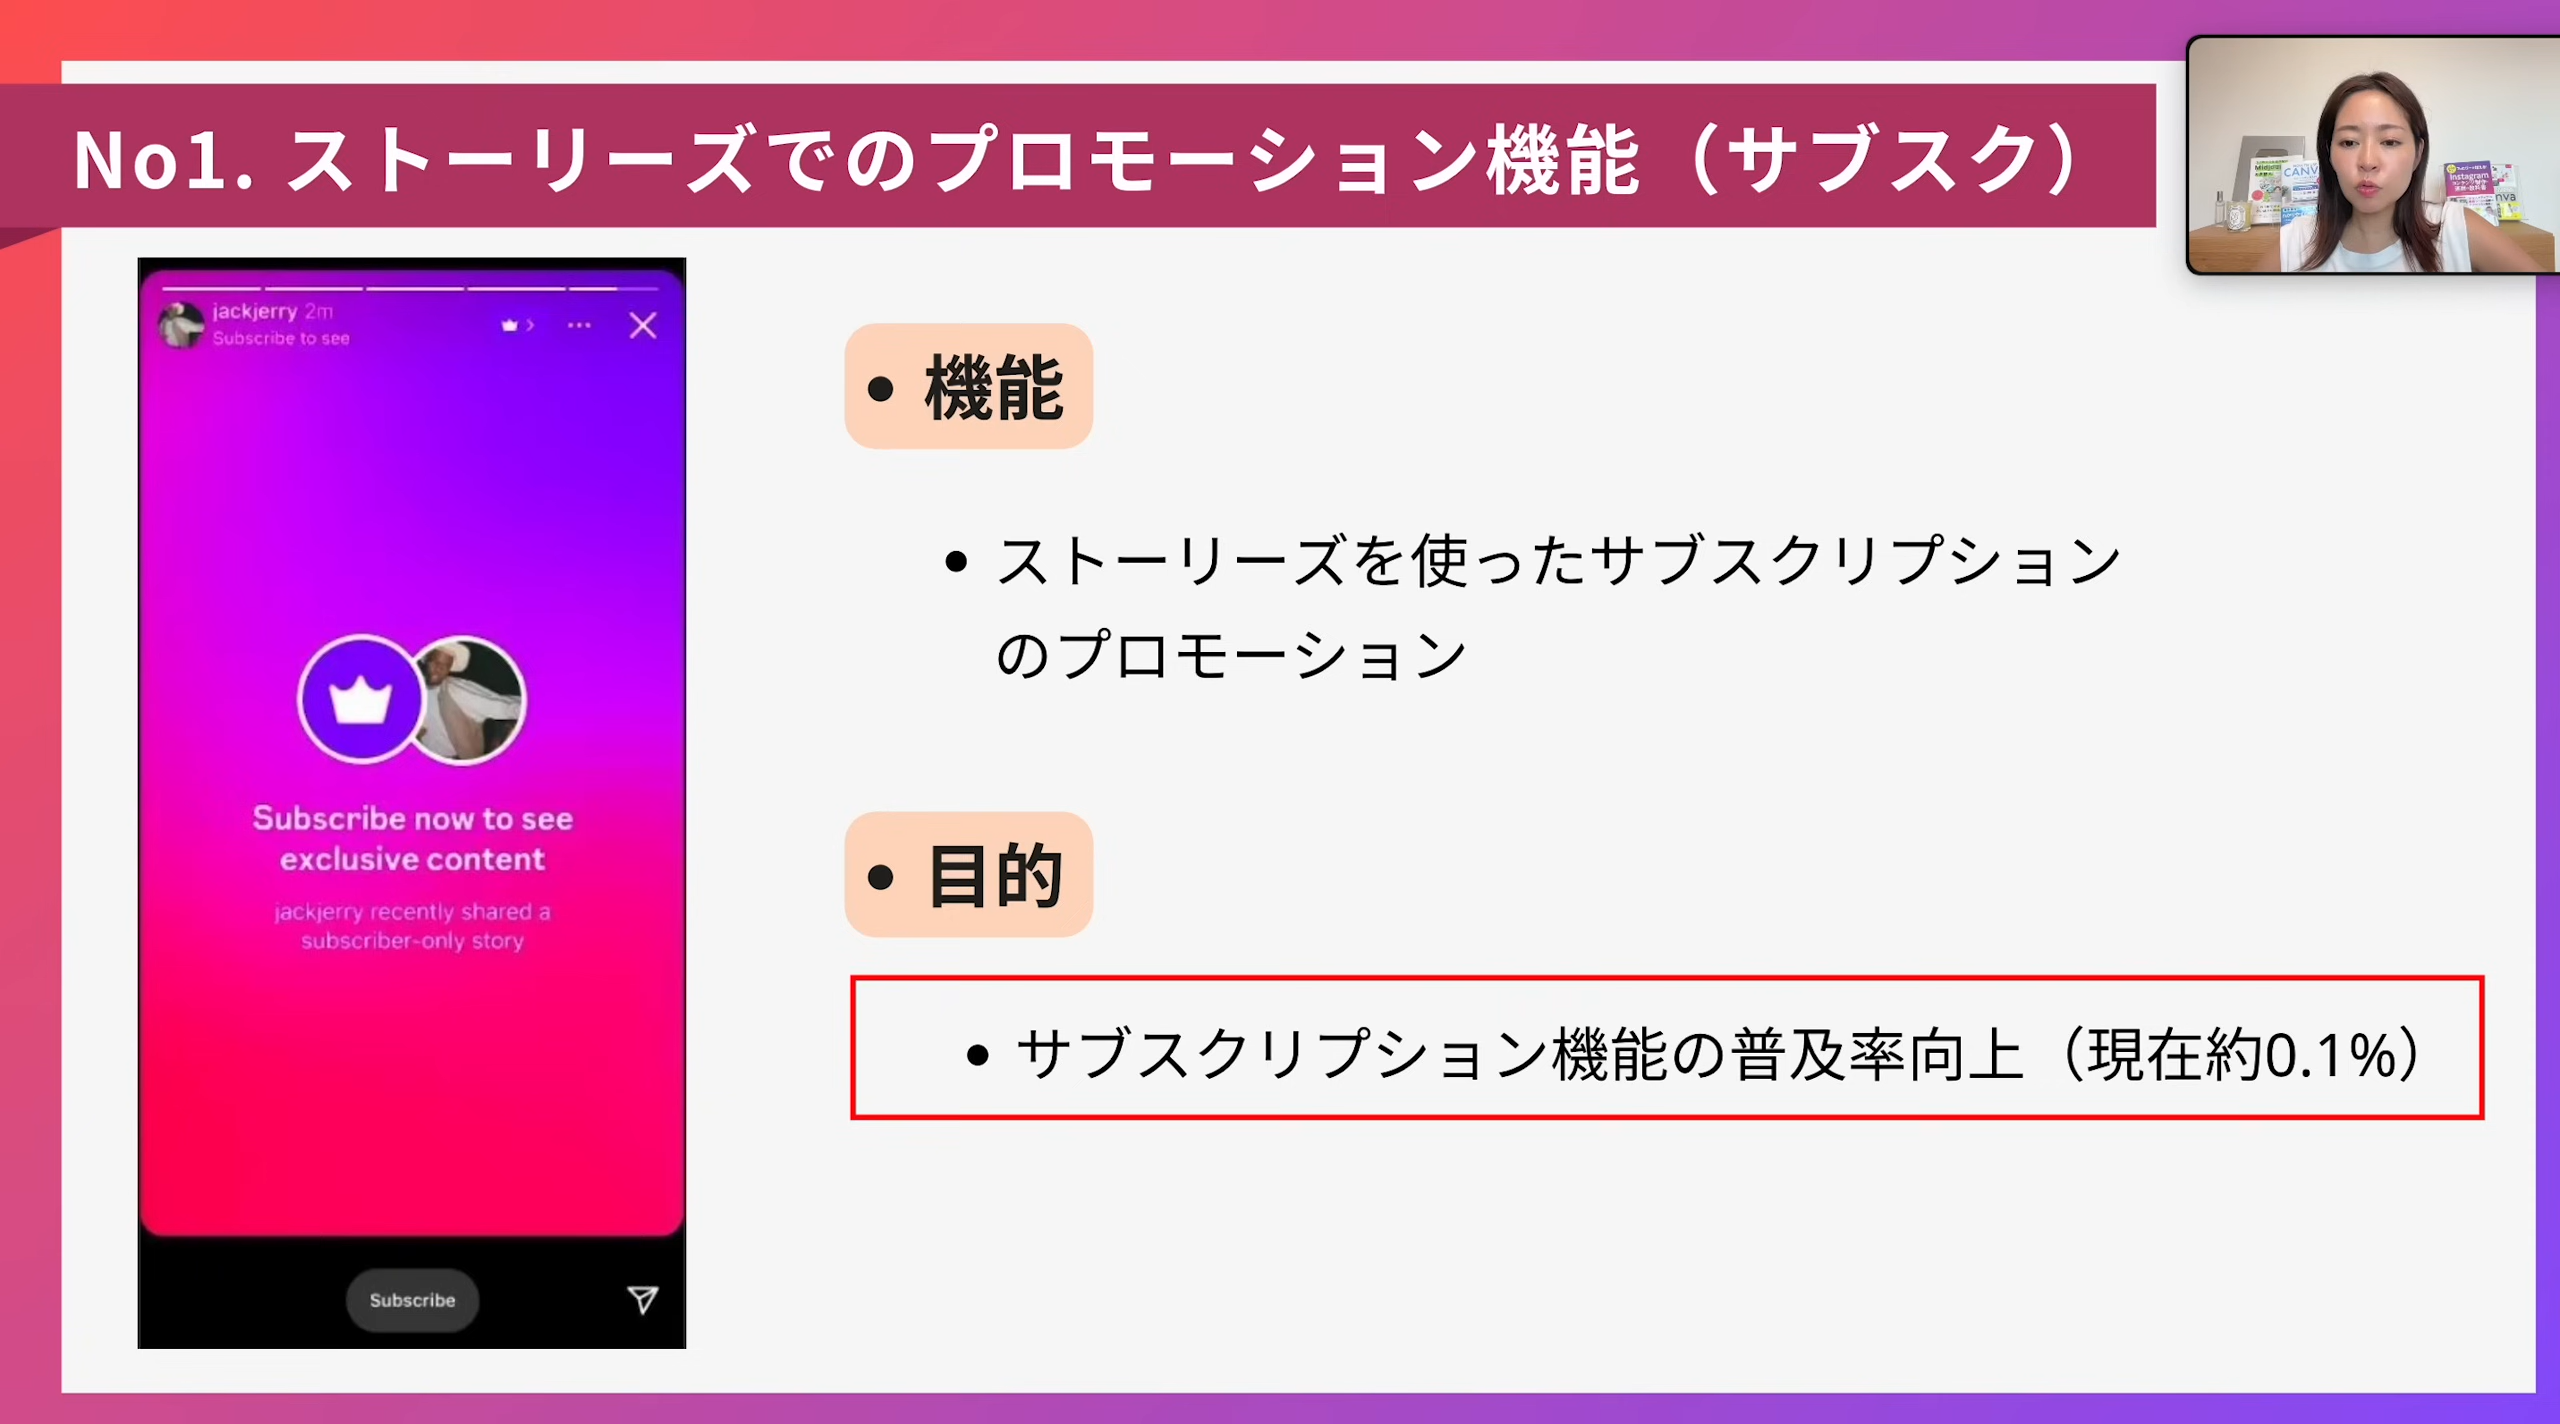 No1. ストーリーズでのプロモーション機能（サブスク）
jackjerry 2m
Subscribe to see
Subscribe now to see
exclusive content
jackjerry recently shared a
subscriber-only story
Subscribe
• 機能
• ストーリーズを使ったサブスクリプション
のプロモーション
• 目的
• サブスクリプション機能の普及率向上（現在約0.1%）
Instagram
CANV
nva